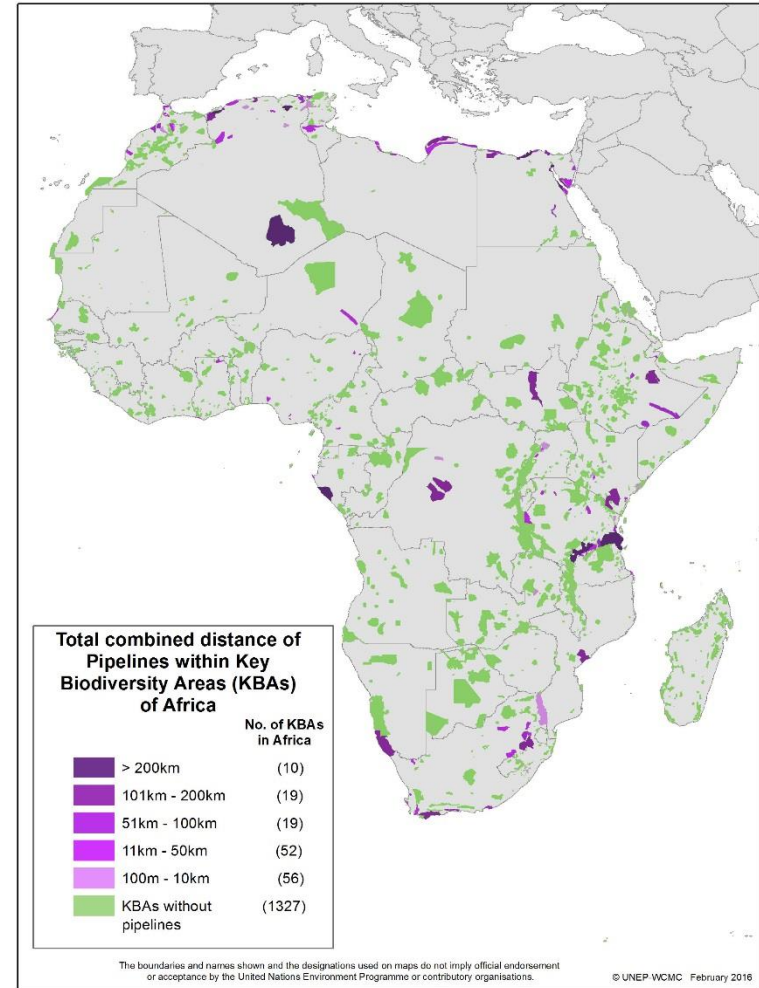 Total combined distance of
Pipelines within Key
Biodiversity Areas (KBAs)
of Africa
No. of KBAs
in Africa
> 200km (10)
101km - 200km (19)
51km - 100km (19)
11km - 50km (52)
100m - 10km (56)
KBAs without
pipelines (1327)
The boundaries and names shown and the designations used on maps do not imply official endorsement
or acceptance by the United Nations Environment Programme or contributory organisations.
© UNEP-WCMC February 2016